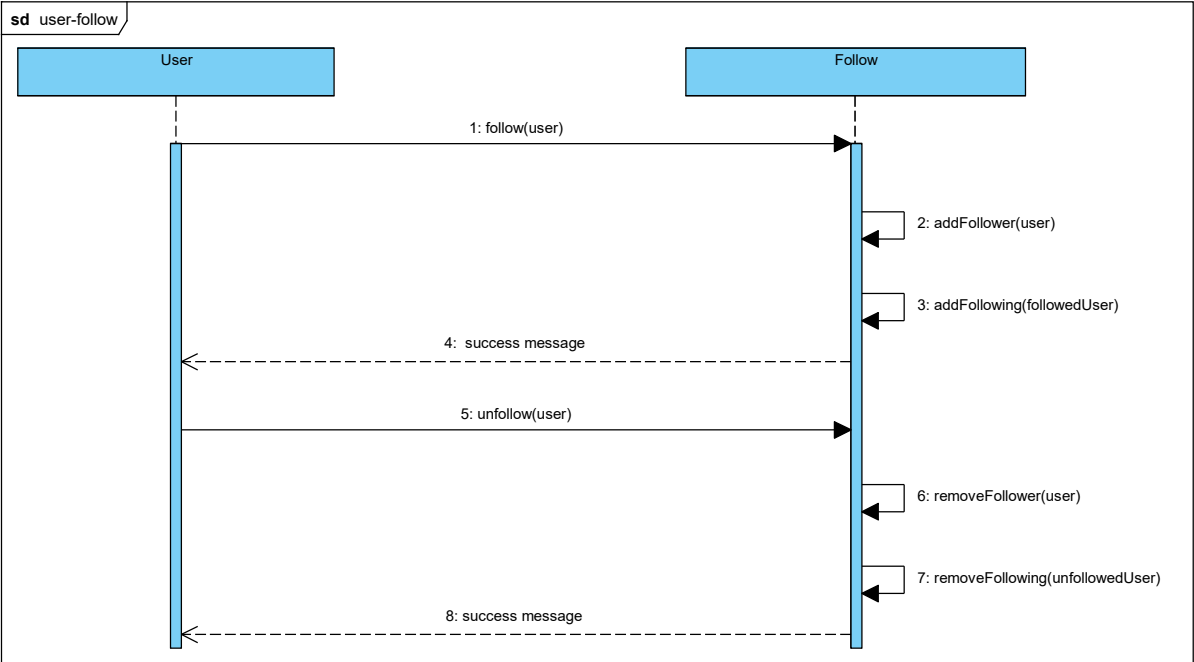 sd user-follow
User
Follow
1: follow(user)
2: addFollower(user)
3: addFollowing(followedUser)
4:  success message
5: unfollow(user)
6: removeFollower(user)
7: removeFollowing(unfollowedUser)
8: success message